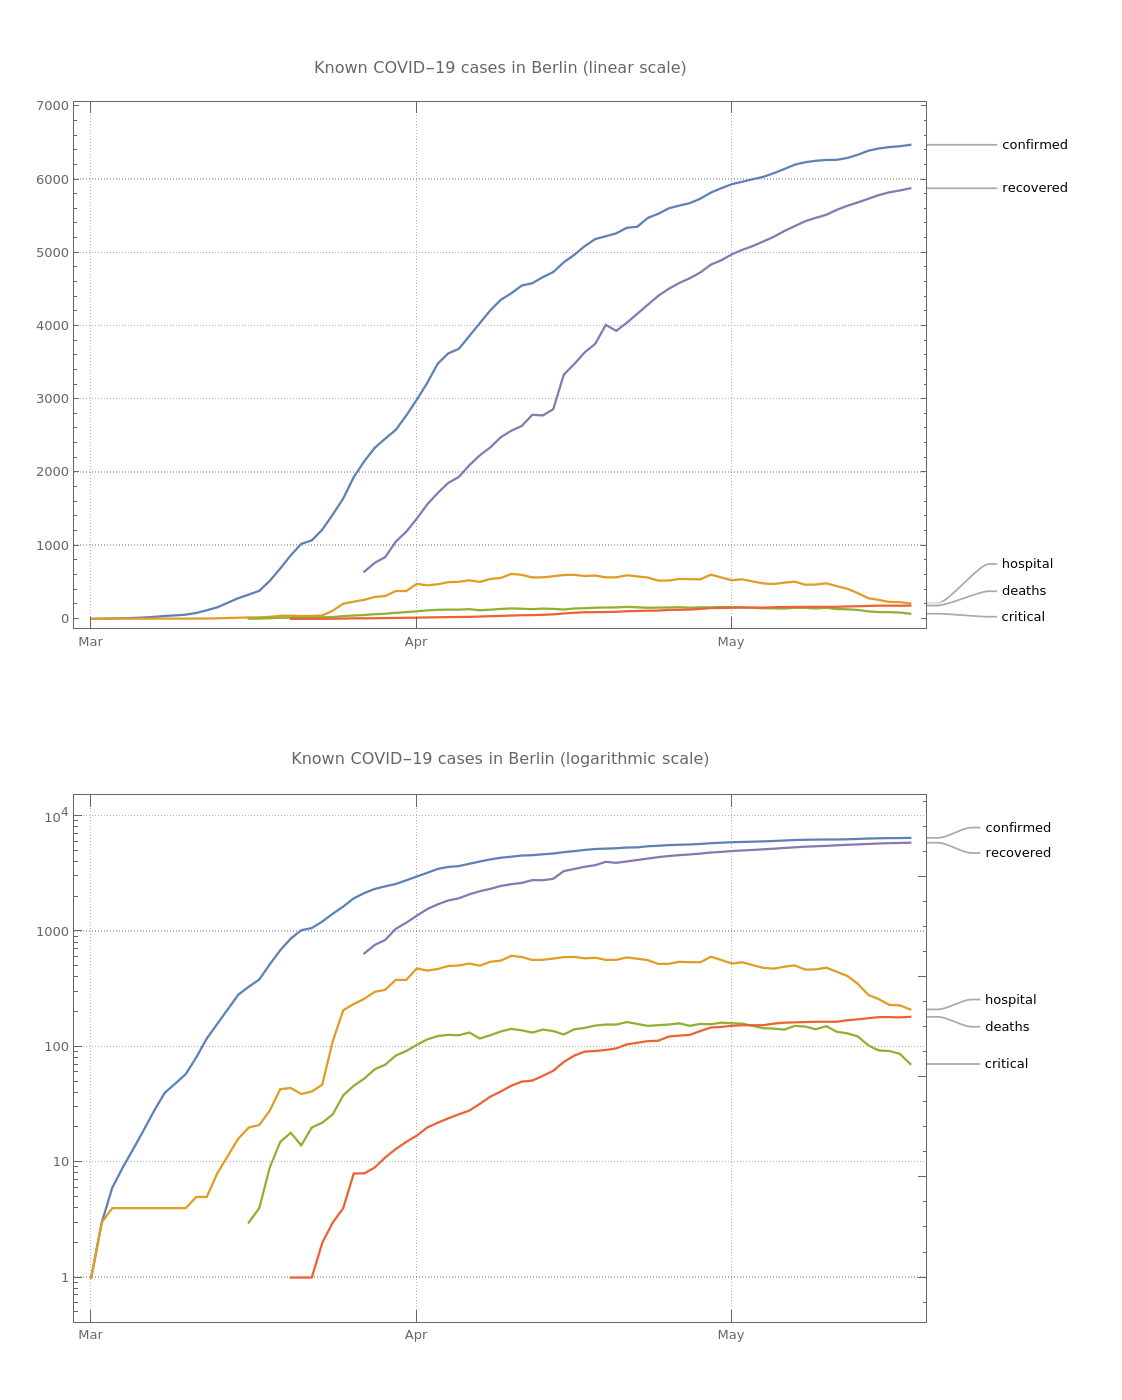 Known COVID−19 cases in Berlin (linear scale)
7000
confirmed
6000
recovered
5000
4000
3000
2000
1000
hospital
deaths
0
critical
Mar Apr May
Known COVID−19 cases in Berlin (logarithmic scale)
10⁴
confirmed
recovered
1000
hospital
deaths
100
critical
10
1
Mar Apr May